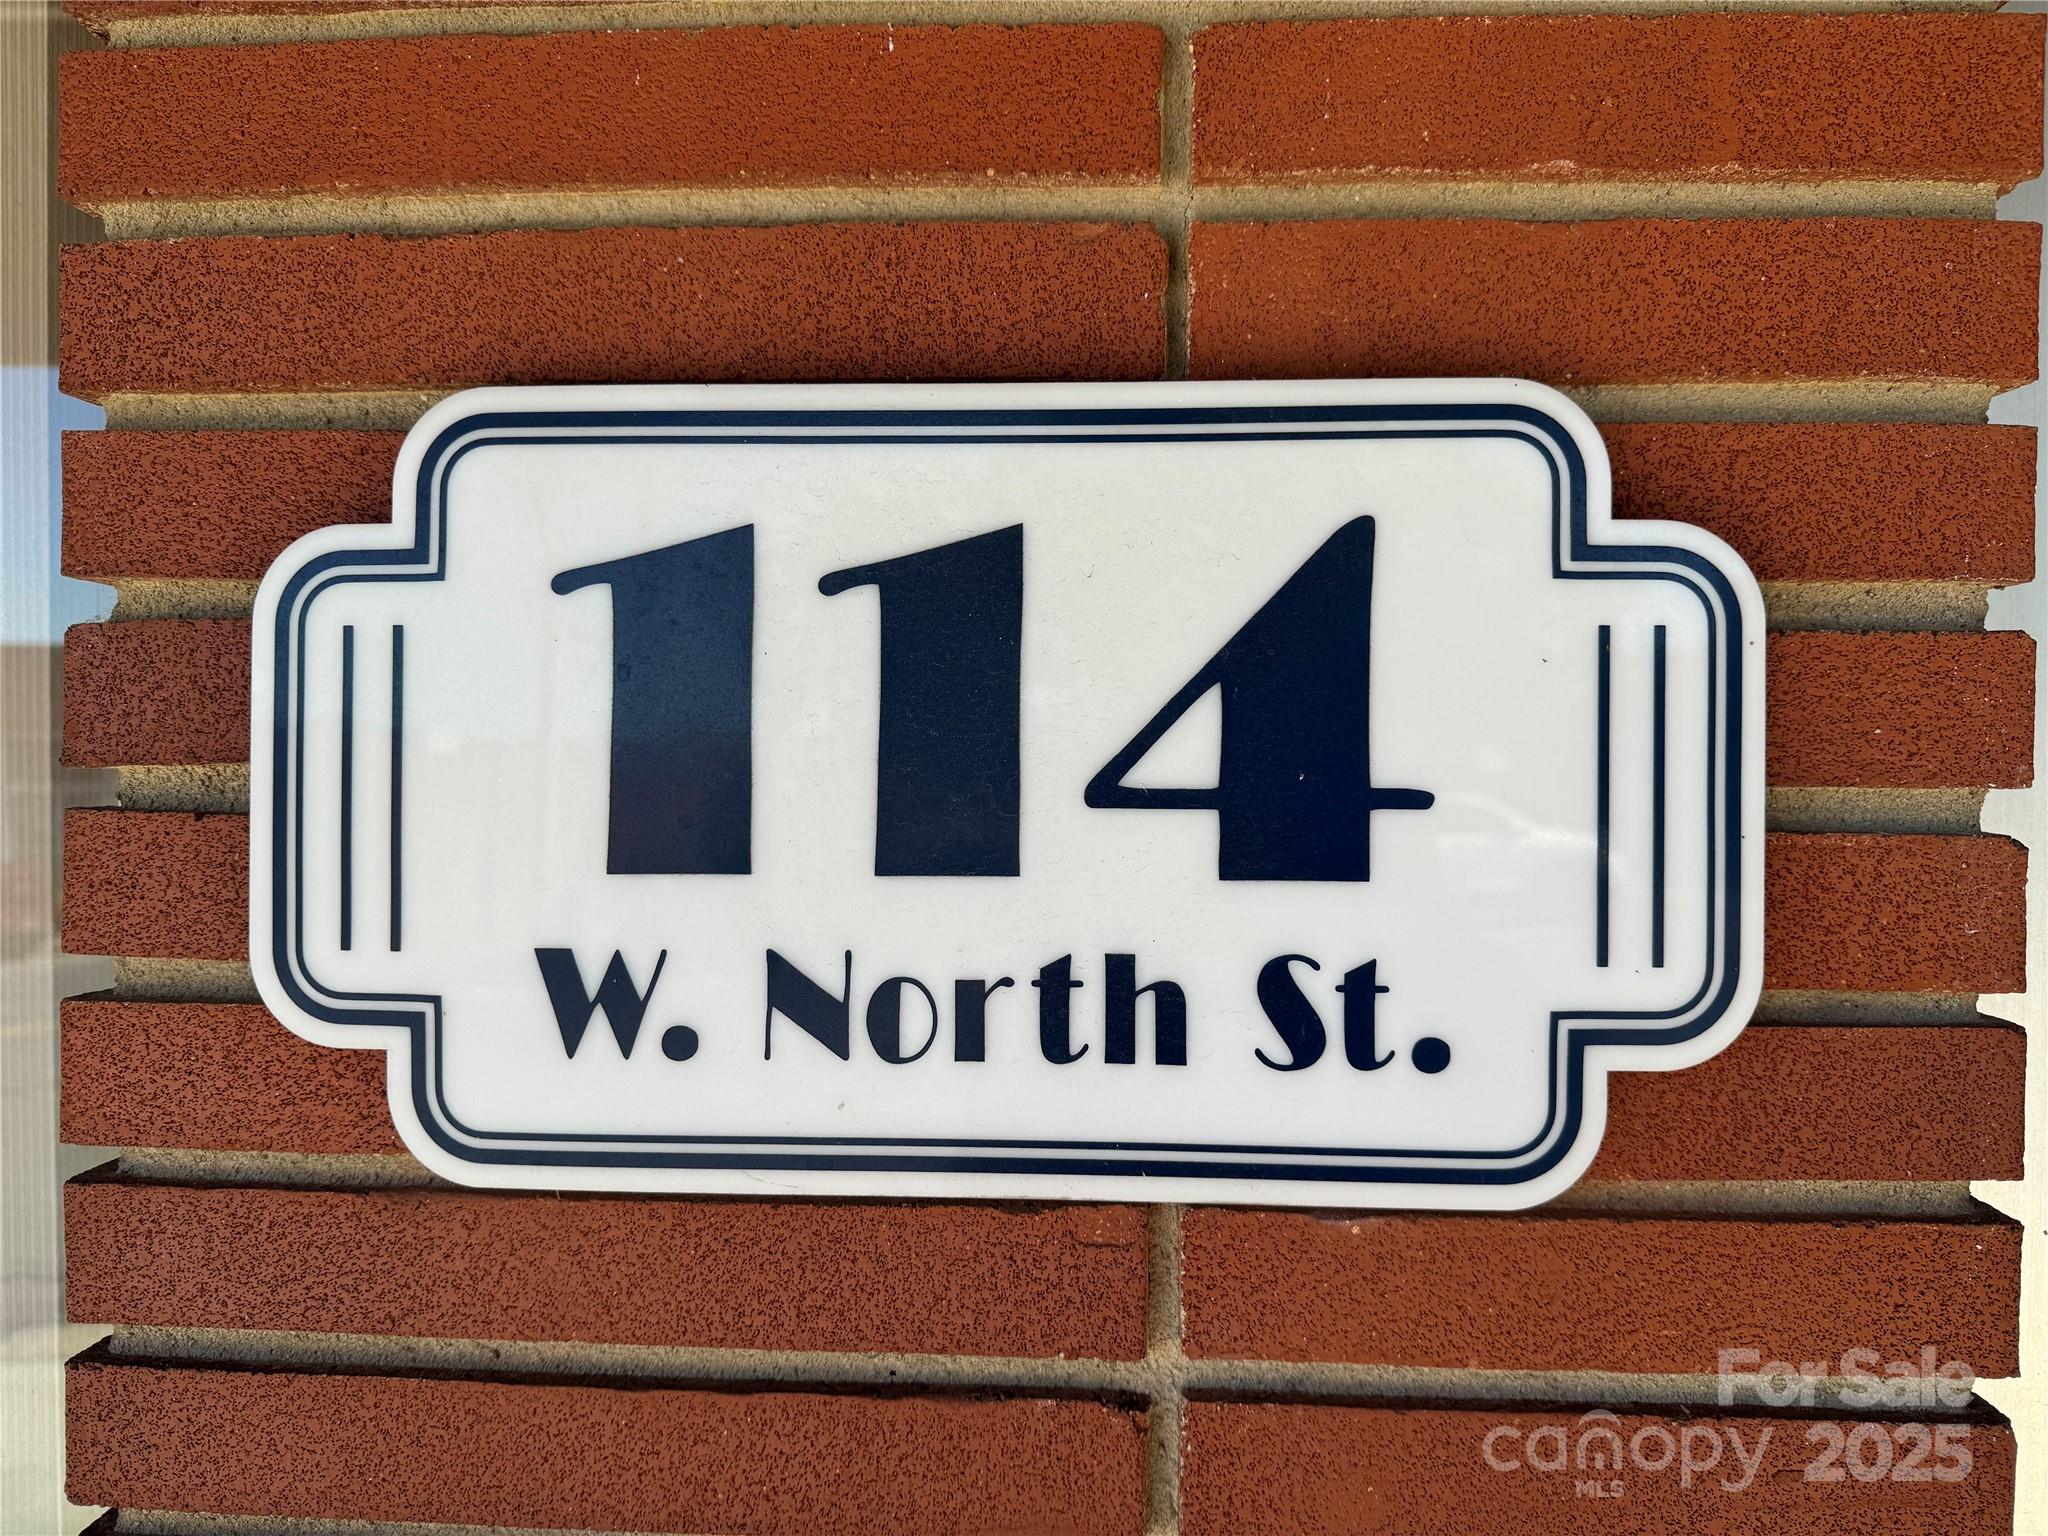 114
W. North St.
For Sale
canopy 2025
MLS